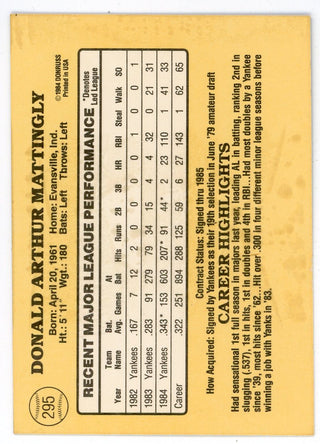 295
DONALD ARTHUR MATTINGLY
Born: April 20, 1961 Home: Evansville, Ind.
Ht.: 5' 11" Wgt.: 180 Bats: Left Throws: Left
©1984 DONRUSS
Printed in USA
RECENT MAJOR LEAGUE PERFORMANCE
*Denotes
Led League
Year Team Name Bat. Avg. Games At Bat Hits Runs 2B 3B HR RBI Steal Walk SO
1982 Yankees .167 7 12 2 0 0 0 0 1 0 0 1
1983 Yankees .283 91 279 79 34 15 4 4 32 0 21 31
1984 Yankees .343* 153 603 207* 91 44* 2 23 110 1 41 33
Career .322 251 894 288 125 59 6 27 143 1 62 65
Contract Status: Signed thru 1985
How Acquired: Signed by Yankees as their 19th selection in June '79 amateur draft
CAREER HIGHLIGHTS
Had sensational 1st full season in majors last year, leading AL in batting, ranking 2nd in
slugging (.537), 1st in hits, 1st in doubles and 4th in RBI...Had most doubles by a Yankee
since '39, most hits since '62...Hit over .300 in four different minor league seasons before
winning a job with Yanks in '83.